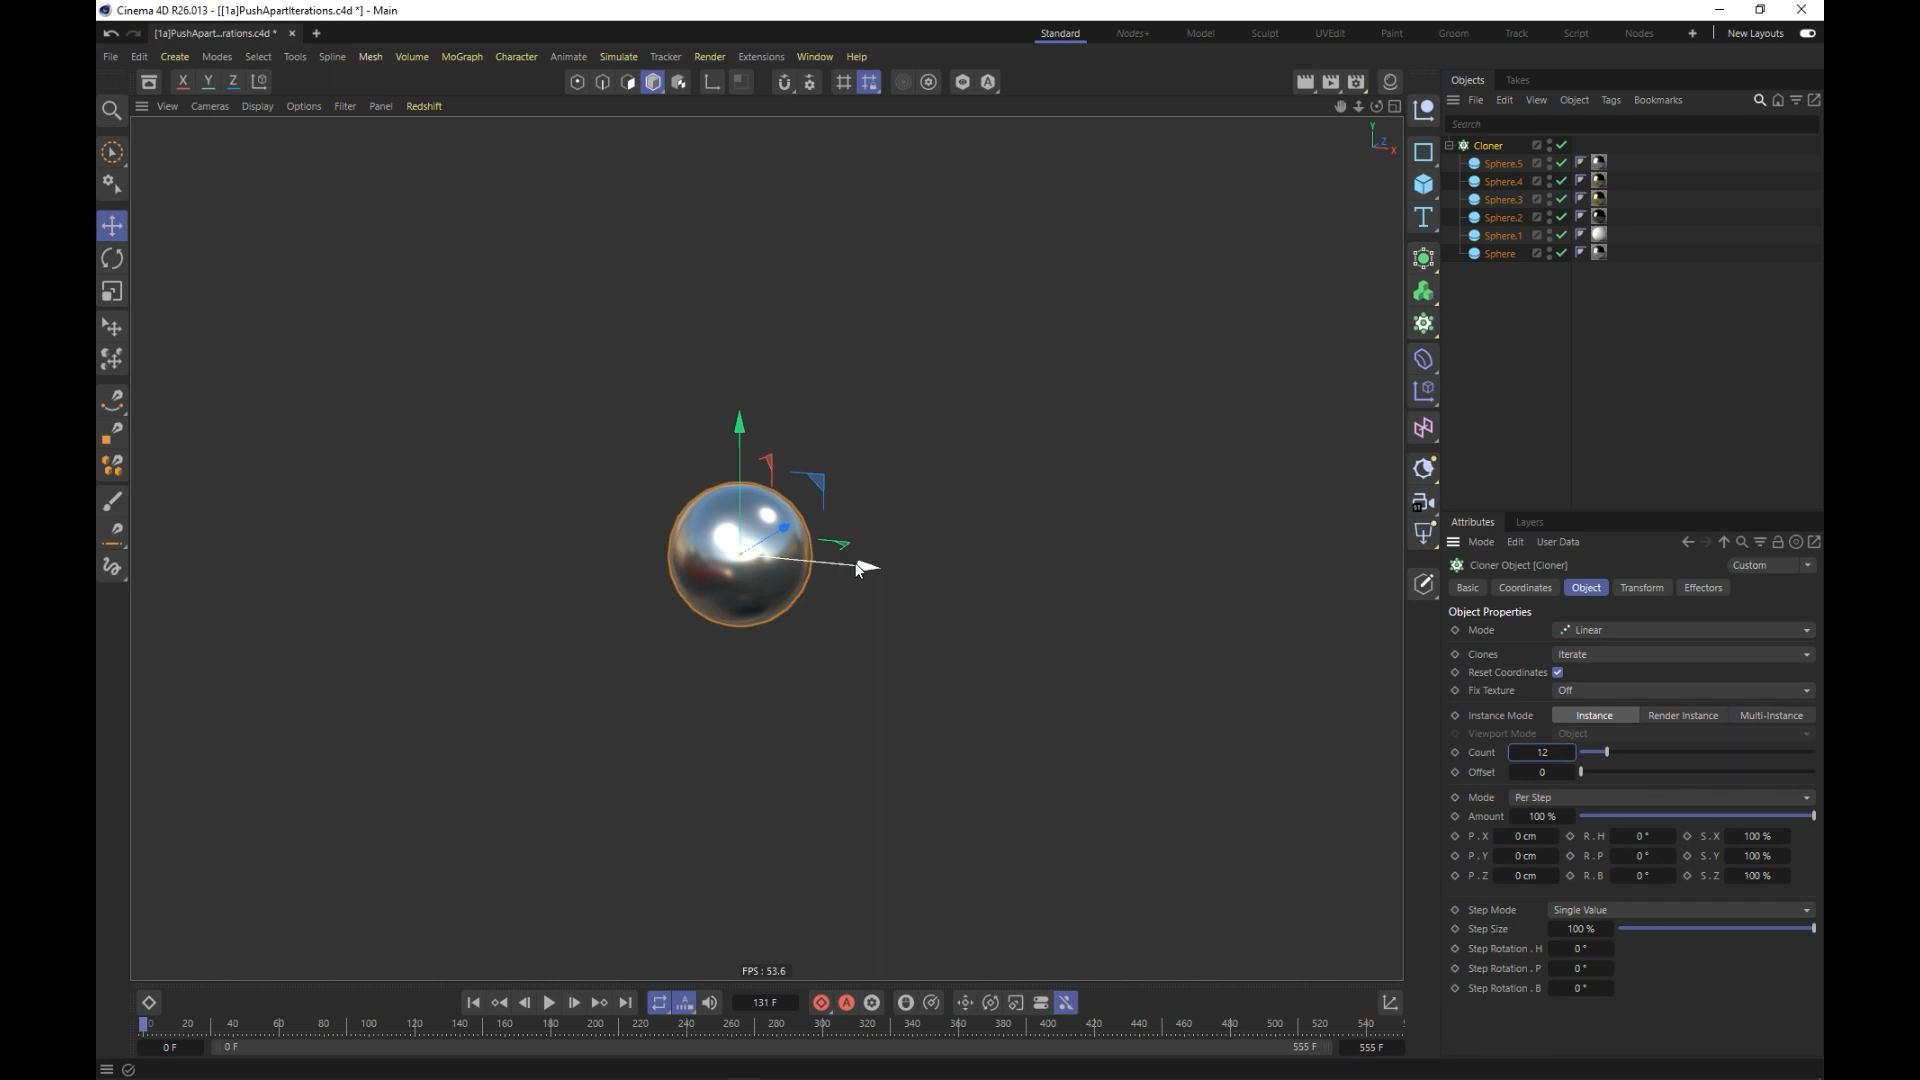 Cinema 4D R26.013 - [[1a]PushApartIterations.c4d *] - Main
[1a]PushApart...rations.c4d *
Standard Nodes+ Model Sculpt UVEdit Paint Groom Track Script Nodes New Layouts
File Edit Create Modes Select Tools Spline Mesh Volume MoGraph Character Animate Simulate Tracker Render Extensions Window Help
X Y Z
Objects Takes
View Cameras Display Options Filter Panel Redshift
File Edit View Object Tags Bookmarks
Search
Y
Z
X
Cloner
Sphere.5
Sphere.4
Sphere.3
Sphere.2
Sphere.1
Sphere
Attributes Layers
Mode Edit User Data
Cloner Object [Cloner] Custom
Basic Coordinates Object Transform Effectors
Object Properties
Mode Linear
Clones Iterate
Reset Coordinates
Fix Texture Off
Instance Mode Instance Render Instance Multi-Instance
Viewport Mode Object
Count 12
Offset 0
Mode Per Step
Amount 100 %
P . X 0 cm R . H 0 ° S . X 100 %
P . Y 0 cm R . P 0 ° S . Y 100 %
P . Z 0 cm R . B 0 ° S . Z 100 %
Step Mode Single Value
Step Size 100 %
Step Rotation . H 0 °
Step Rotation . P 0 °
Step Rotation . B 0 °
FPS : 53.6
131 F
0 20 40 60 80 100 120 140 160 180 200 220 240 260 280 300 320 340 360 380 400 420 440 460 480 500 520 540
0 F 0 F 555 F 555 F